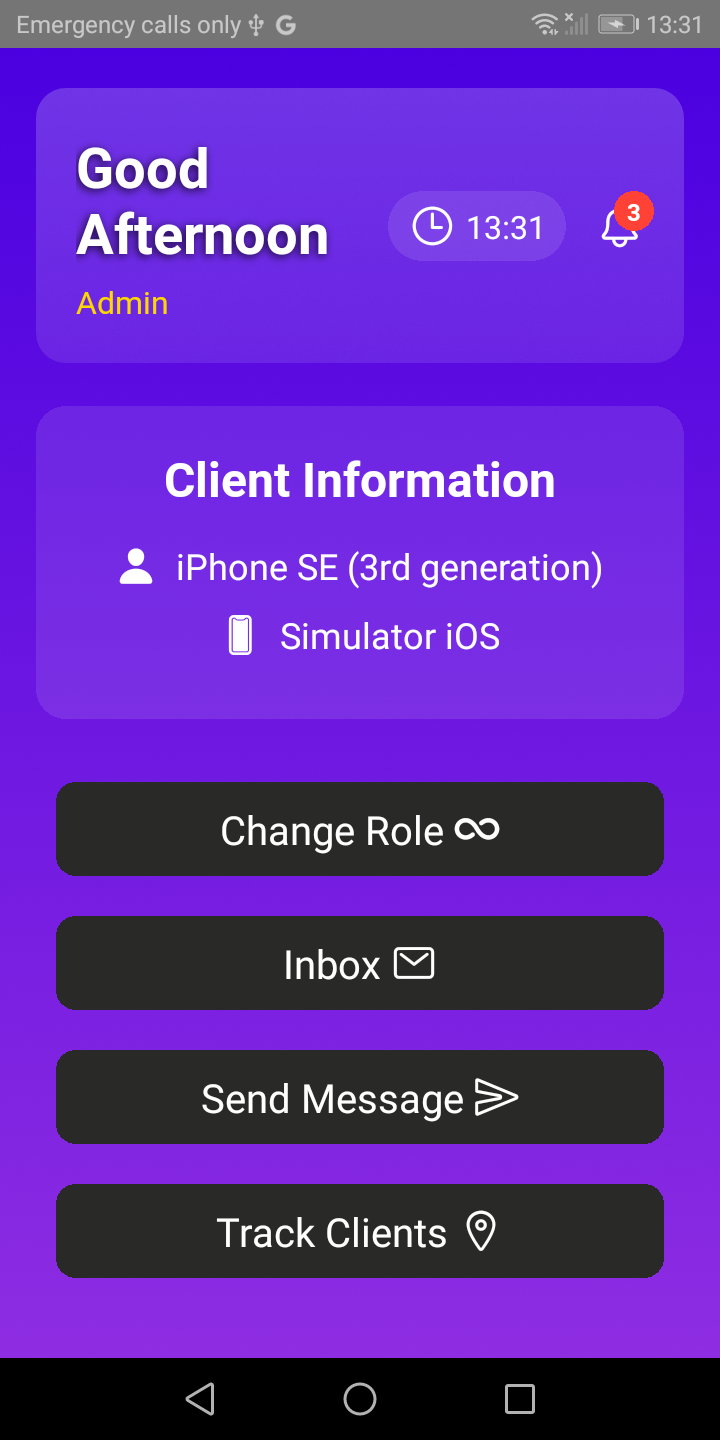 Emergency calls only 13:31
Good
Afternoon
13:31
3
Admin
Client Information
iPhone SE (3rd generation)
Simulator iOS
Change Role
Inbox
Send Message
Track Clients